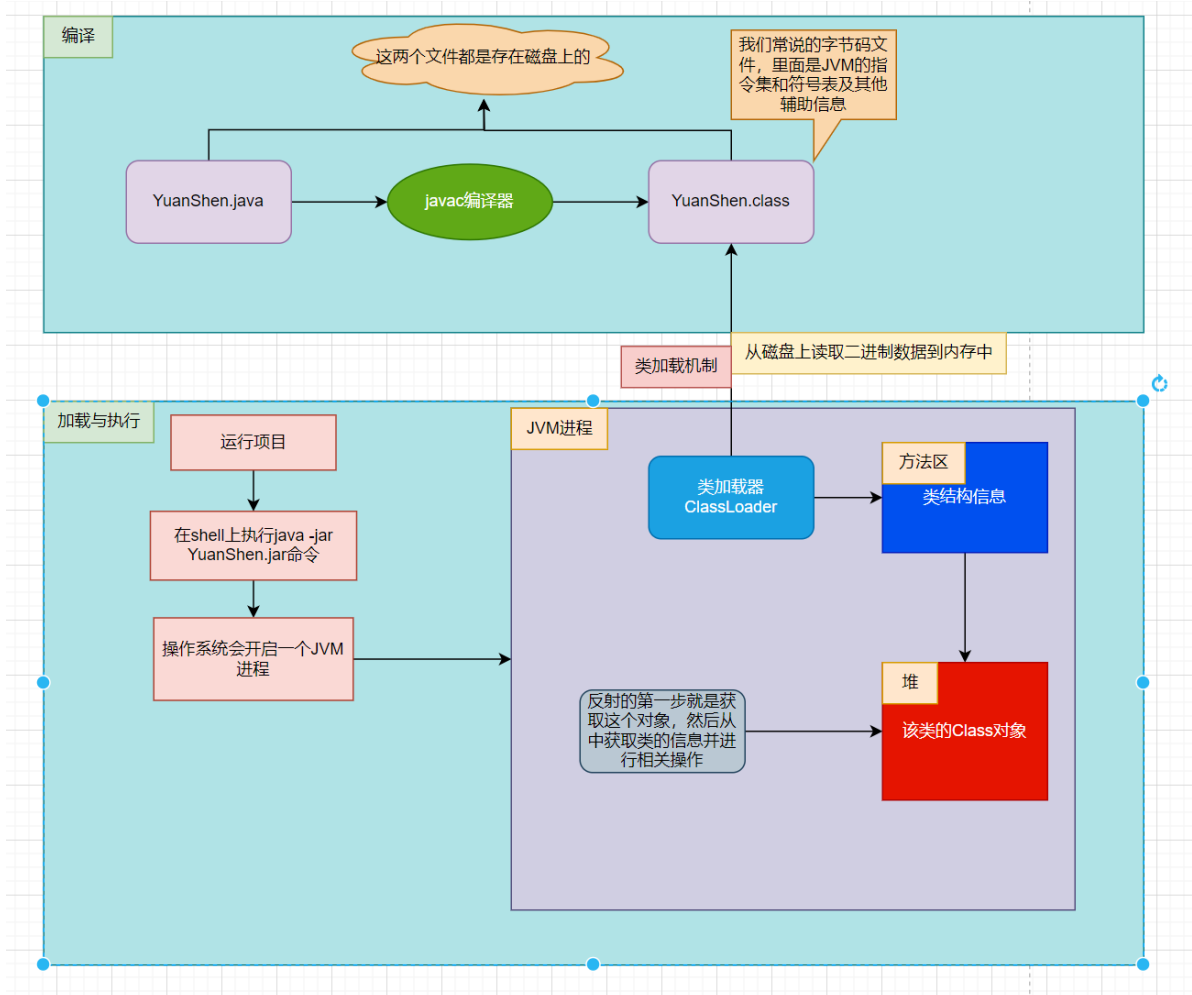 编译
这两个文件都是存在磁盘上的
我们常说的字节码文
件，里面是JVM的指
令集和符号表及其他
辅助信息
YuanShen.java
javac编译器
YuanShen.class
类加载机制
从磁盘上读取二进制数据到内存中
加载与执行
运行项目
在shell上执行java -jar
YuanShen.jar命令
操作系统会开启一个JVM
进程
JVM进程
类加载器
ClassLoader
方法区
类结构信息
反射的第一步就是获
取这个对象，然后从
中获取类的信息并进
行相关操作
堆
该类的Class对象